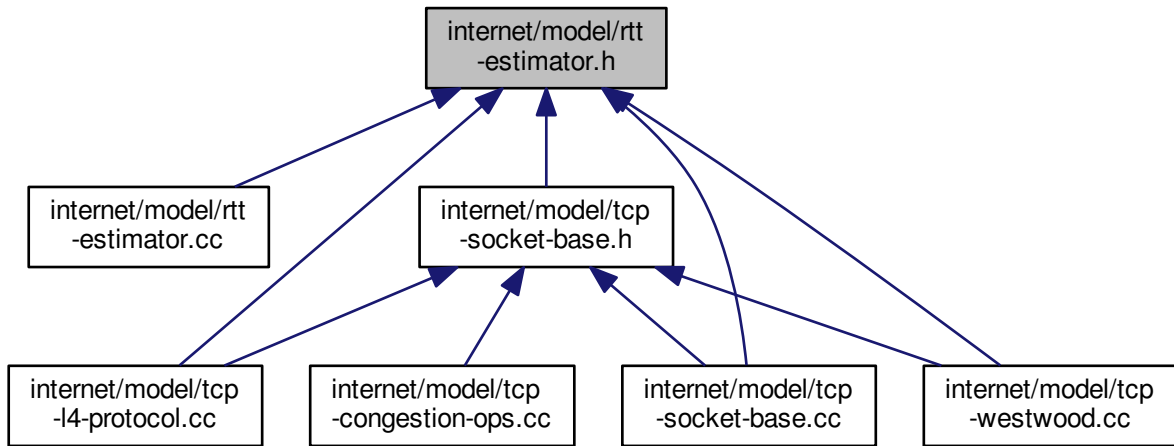 internet/model/rtt
-estimator.h
internet/model/rtt
-estimator.cc
internet/model/tcp
-socket-base.h
internet/model/tcp
-l4-protocol.cc
internet/model/tcp
-congestion-ops.cc
internet/model/tcp
-socket-base.cc
internet/model/tcp
-westwood.cc